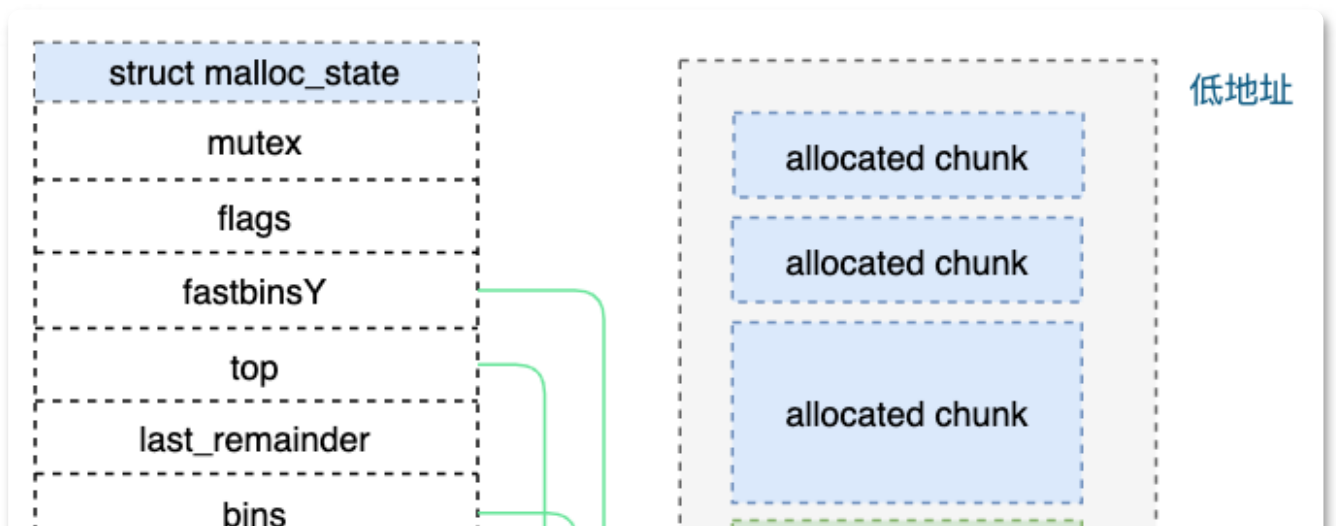 struct malloc_state
mutex
flags
fastbinsY
top
last_remainder
bins
allocated chunk
allocated chunk
allocated chunk
低地址